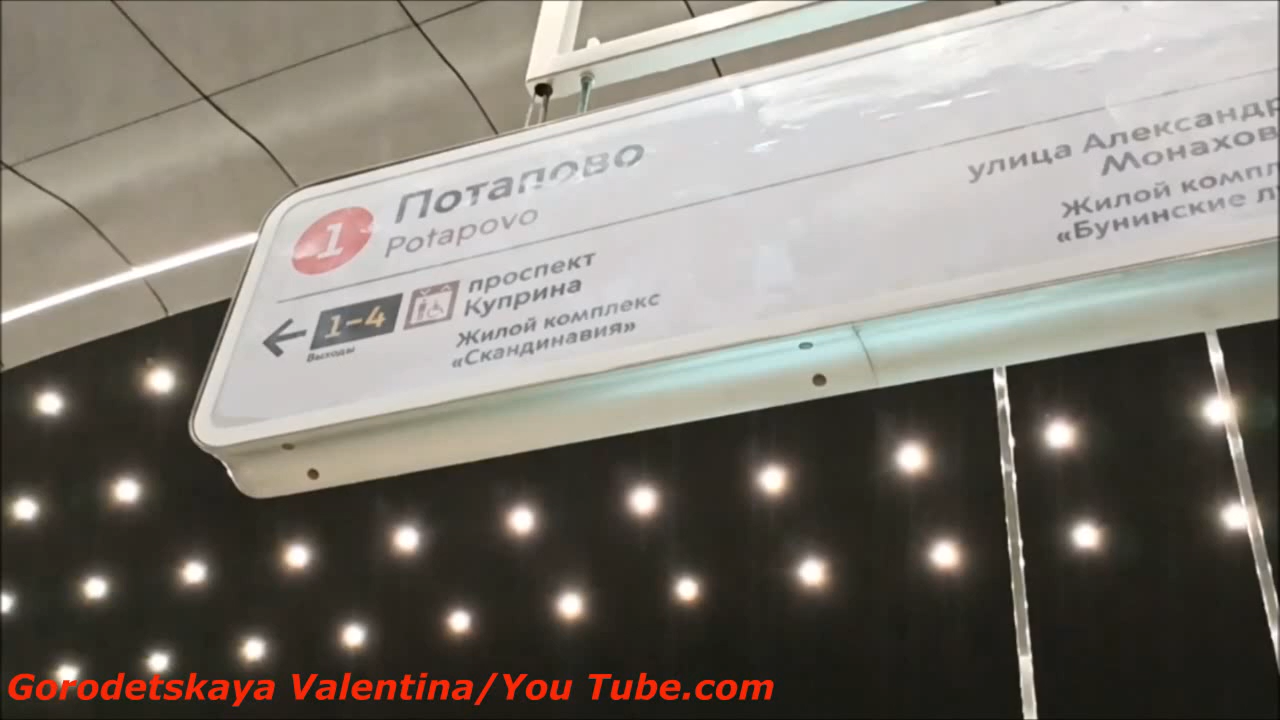 1 Потапово
Potapovo
1-4
Выходы
проспект
Куприна
Жилой комплекс
«Скандинавия»
улица Александр
Монахов
Жилой компл
«Бунинские л
Gorodetskaya Valentina/You Tube.com